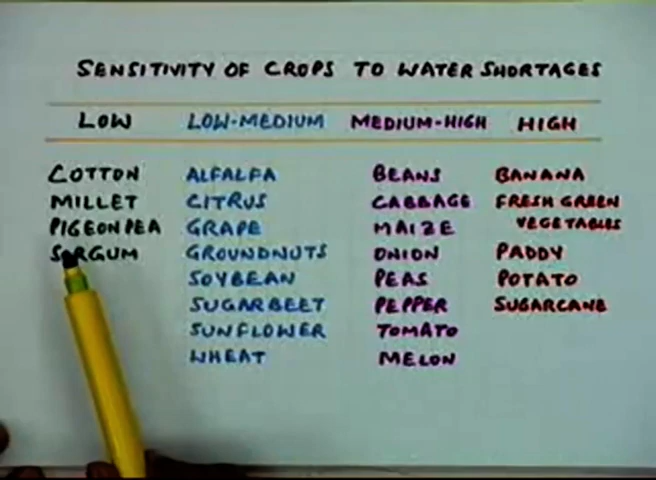 SENSITIVITY OF CROPS TO WATER SHORTAGES
LOW LOW-MEDIUM MEDIUM-HIGH HIGH
COTTON ALFALFA BEANS BANANA
MILLET CITRUS CABBAGE FRESH GREEN
PIGEONPEA GRAPE MAIZE VEGETABLES
SORGUM GROUNDNUTS ONION PADDY
SOYBEAN PEAS POTATO
SUGARBEET PEPPER SUGARCANE
SUNFLOWER TOMATO
WHEAT MELON